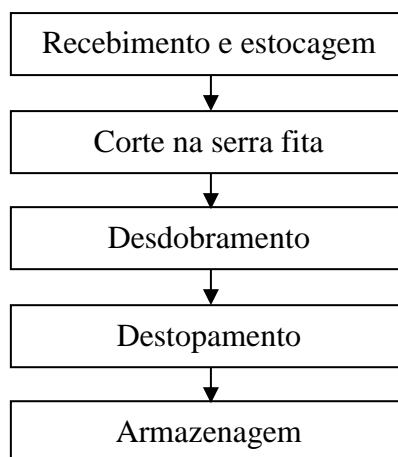 Recebimento e estocagem
Corte na serra fita
Desdobramento
Destopamento
Armazenagem